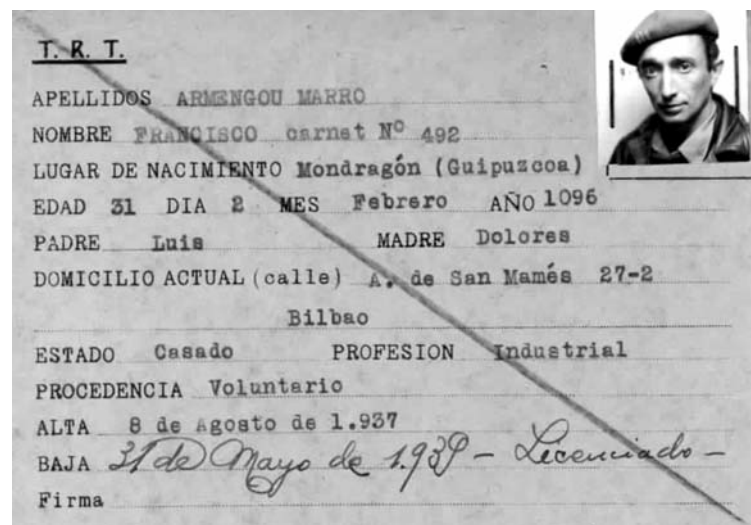 T. R. T.
APELLIDOS ARMENGOU MARRO
NOMBRE FRANCISCO carnet Nº 492
LUGAR DE NACIMIENTO Mondragón (Guipuzcoa)
EDAD 31 DIA 2 MES Febrero AÑO 1096
PADRE Luis MADRE Dolores
DOMICILIO ACTUAL (calle) A. de San Mamés 27-2
Bilbao
ESTADO Casado PROFESION Industrial
PROCEDENCIA Voluntario
ALTA 8 de Agosto de 1.937
BAJA 31 de Mayo de 1.939 - Licenciado -
Firma